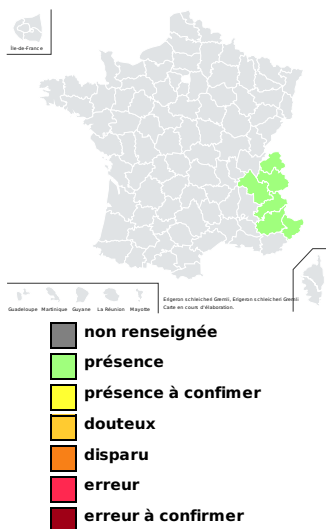 Île-de-France
Guadeloupe Martinique Guyane La Réunion Mayotte
Erigeron schleicheri Gremli, Erigeron schleicheri Gremli
Carte en cours d'élaboration.
non renseignée
présence
présence à confimer
douteux
disparu
erreur
erreur à confirmer